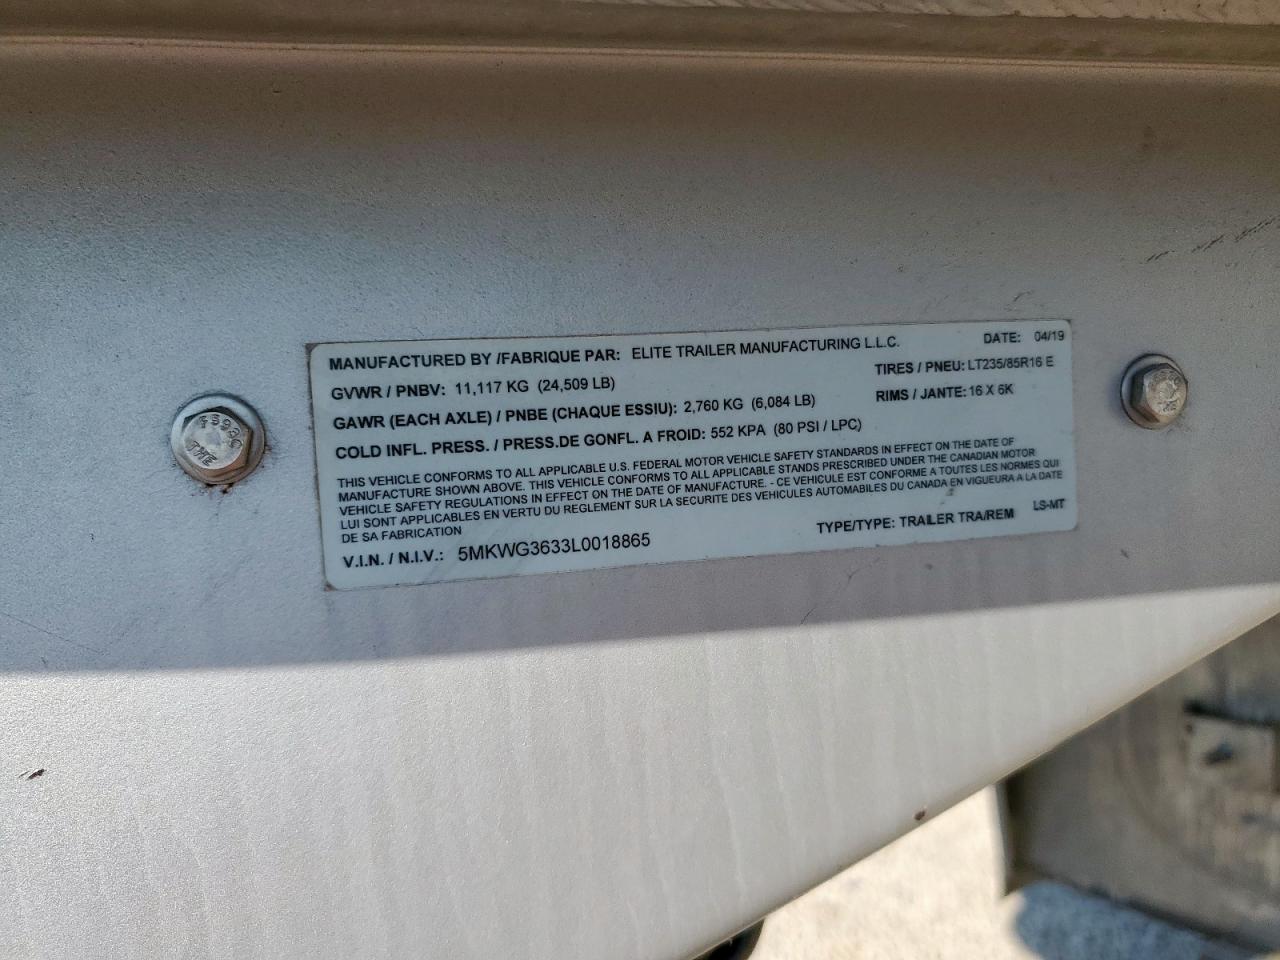 MANUFACTURED BY /FABRIQUE PAR: ELITE TRAILER MANUFACTURING L.L.C. DATE: 04/19
GVWR / PNBV: 11,117 KG (24,509 LB) TIRES / PNEU: LT235/85R16 E
GAWR (EACH AXLE) / PNBE (CHAQUE ESSIU): 2,760 KG (6,084 LB) RIMS / JANTE: 16 X 6K
COLD INFL. PRESS. / PRESS.DE GONFL. A FROID: 552 KPA (80 PSI / LPC)
THIS VEHICLE CONFORMS TO ALL APPLICABLE U.S. FEDERAL MOTOR VEHICLE SAFETY STANDARDS IN EFFECT ON THE DATE OF
MANUFACTURE SHOWN ABOVE. THIS VEHICLE CONFORMS TO ALL APPLICABLE STANDS PRESCRIBED UNDER THE CANADIAN MOTOR
VEHICLE SAFETY REGULATIONS IN EFFECT ON THE DATE OF MANUFACTURE. - CE VEHICULE EST CONFORME A TOUTES LES NORMES QUI
LUI SONT APPLICABLES EN VERTU DU REGLEMENT SUR LA SECURITE DES VEHICULES AUTOMABILES DU CANADA EN VIGUEURA LA DATE
DE SA FABRICATION
V.I.N. / N.I.V.: 5MKWG3633L0018865 TYPE/TYPE: TRAILER TRA/REM LS-MT
THE